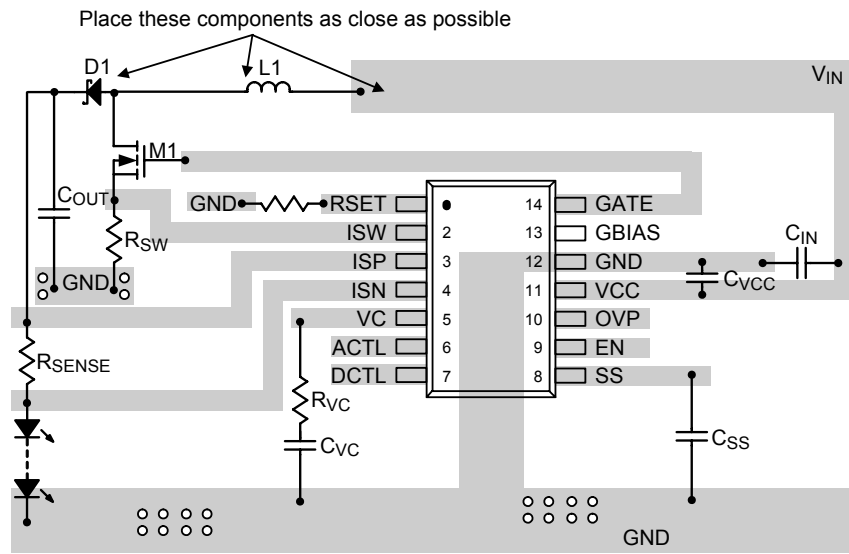 Place these components as close as possible
D1
L1
VIN
M1
COUT
GND
RSET
14
GATE
RSW
ISW
2
13
GBIAS
CIN
GND
ISP
3
12
GND
CVCC
ISN
4
11
VCC
VC
5
10
OVP
RSENSE
ACTL
6
9
EN
DCTL
7
8
SS
RVC
CVC
CSS
GND